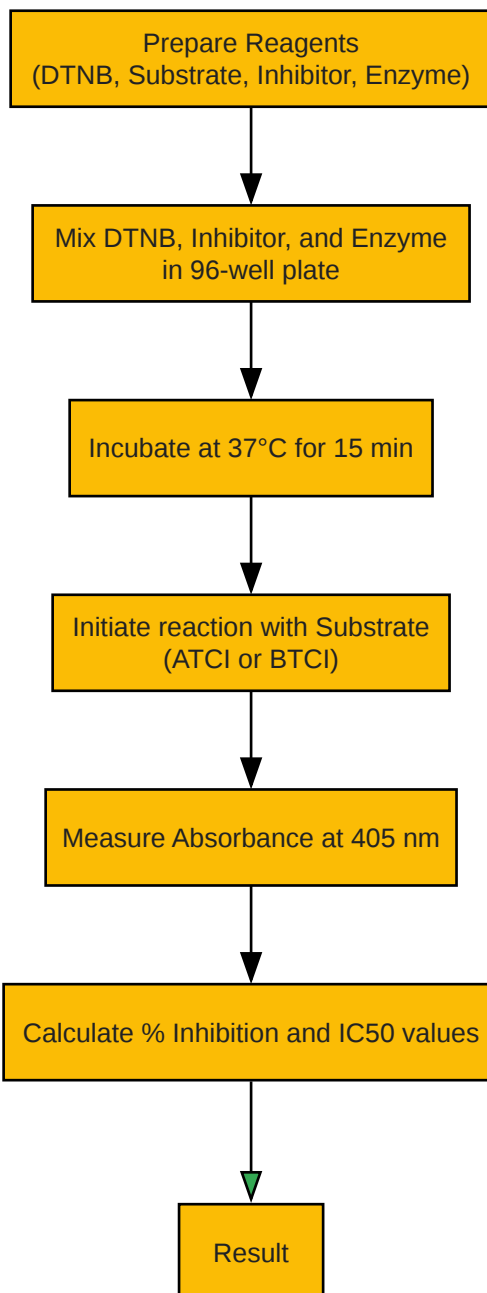 Prepare Reagents
(DTNB, Substrate, Inhibitor, Enzyme)
Mix DTNB, Inhibitor, and Enzyme
in 96-well plate
Incubate at 37°C for 15 min
Initiate reaction with Substrate
(ATCI or BTCI)
Measure Absorbance at 405 nm
Calculate % Inhibition and IC50 values
Result